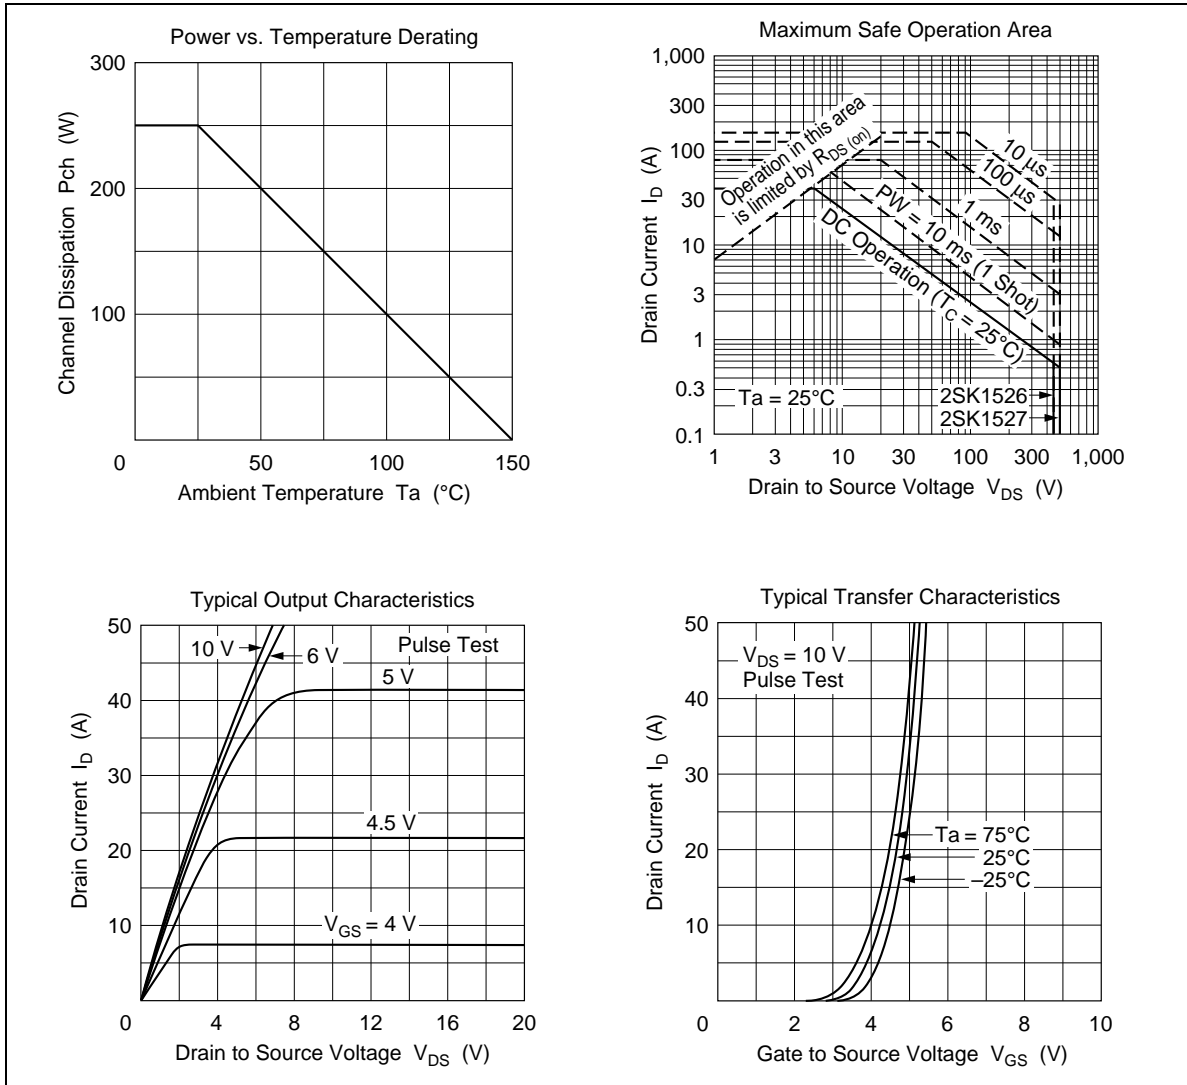 Power vs. Temperature Derating
300
200
100
0
50
100
150
Channel Dissipation Pch (W)
Ambient Temperature Ta (°C)
Maximum Safe Operation Area
1,000
300
100
30
10
3
1
0.3
0.1
1
3
10
30
100
300
1,000
Drain Current ID (A)
Drain to Source Voltage VDS (V)
Operation in this area
is limited by RDS (on)
10 µs
100 µs
1 ms
PW = 10 ms (1 Shot)
DC Operation (TC = 25°C)
Ta = 25°C
2SK1526
2SK1527
Typical Output Characteristics
50
40
30
20
10
0
4
8
12
16
20
Drain Current ID (A)
Drain to Source Voltage VDS (V)
10 V
6 V
Pulse Test
5 V
4.5 V
VGS = 4 V
Typical Transfer Characteristics
50
40
30
20
10
0
2
4
6
8
10
Drain Current ID (A)
Gate to Source Voltage VGS (V)
VDS = 10 V
Pulse Test
Ta = 75°C
25°C
–25°C